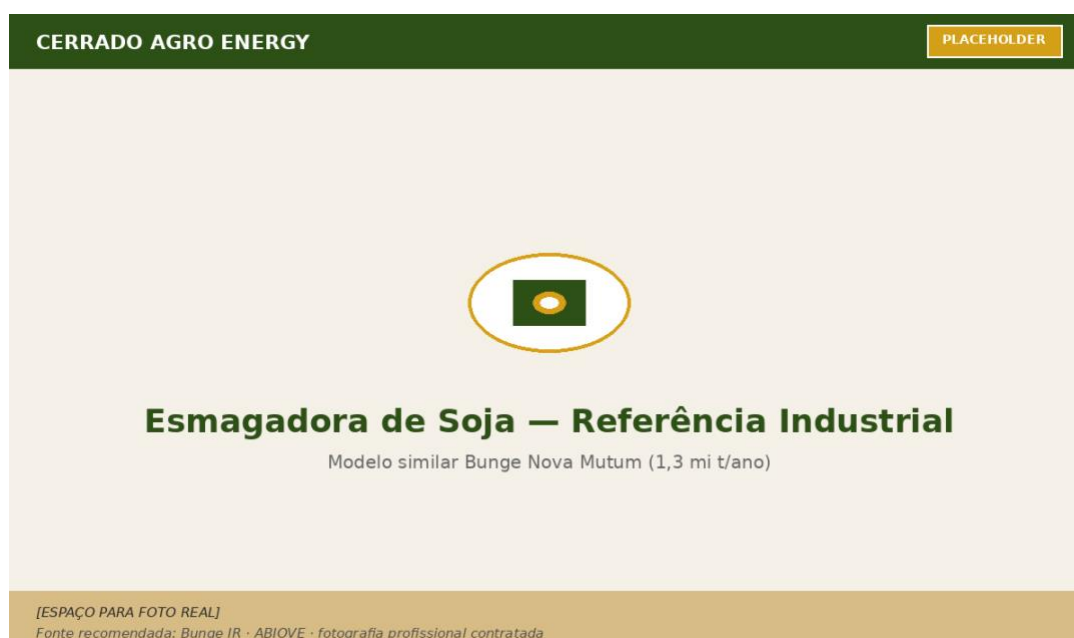 CERRADO AGRO ENERGY
PLACEHOLDER
Esmagadora de Soja — Referência Industrial
Modelo similar Bunge Nova Mutum (1,3 mi t/ano)
[ESPAÇO PARA FOTO REAL]
Fonte recomendada: Bunge IR · ABIOVE · fotografia profissional contratada